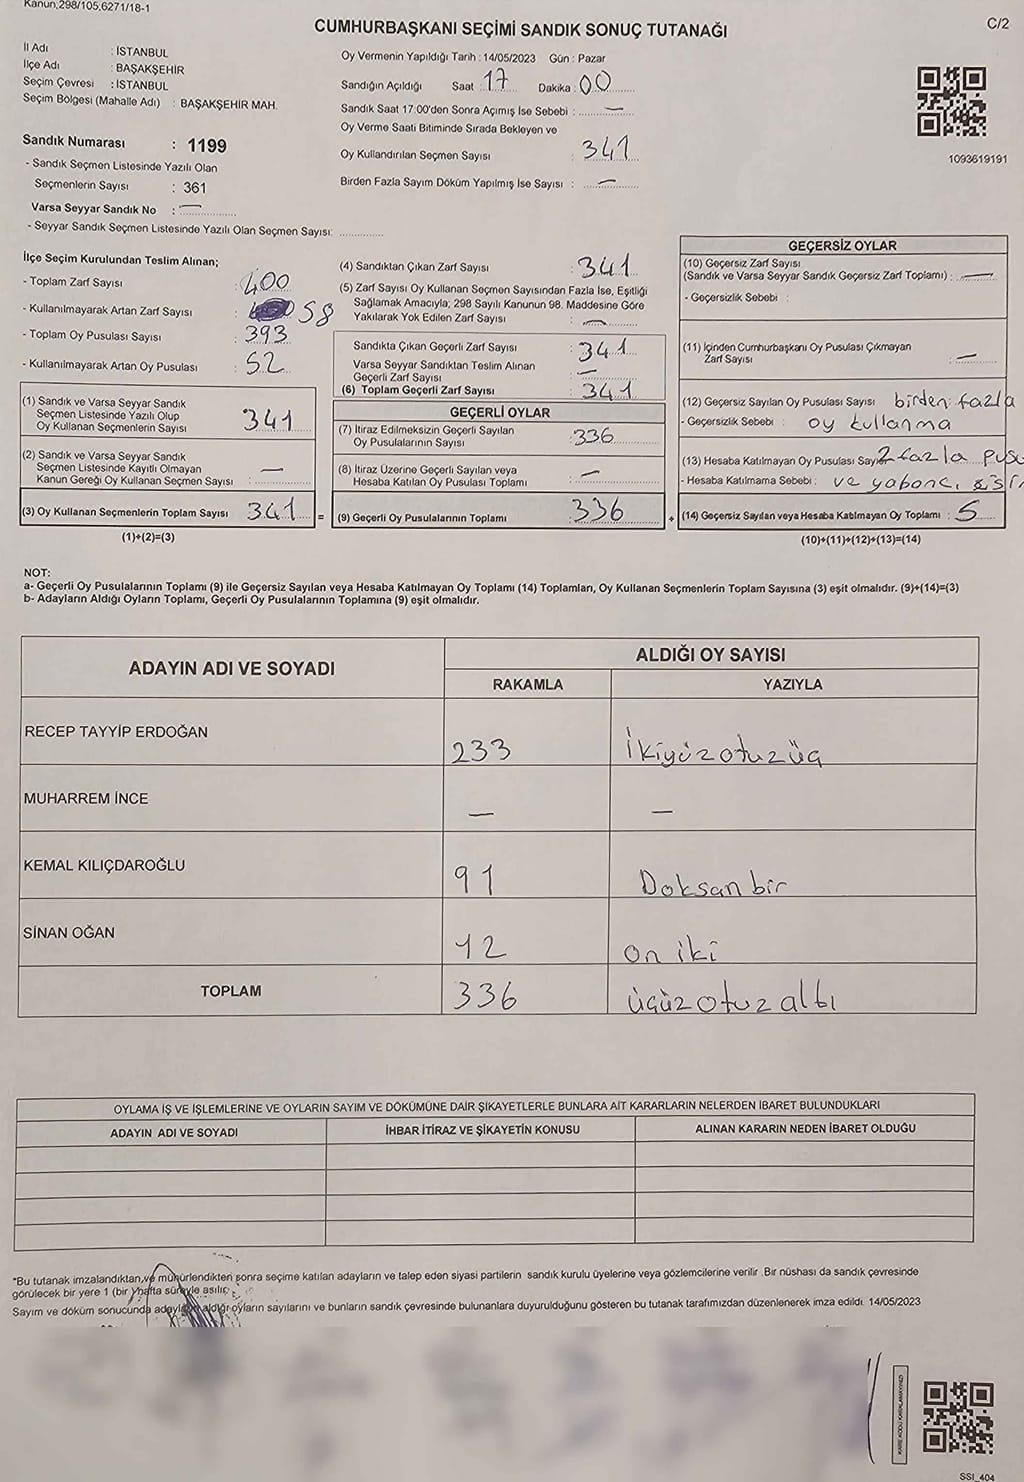 Kanun;298/105,6271/18-1
C/2
CUMHURBAŞKANI SEÇİMİ SANDIK SONUÇ TUTANAĞI
İl Adı : İSTANBUL
İlçe Adı : BAŞAKŞEHİR
Seçim Çevresi : İSTANBUL
Seçim Bölgesi (Mahalle Adı) : BAŞAKŞEHİR MAH.
Sandık Numarası : 1199
- Sandık Seçmen Listesinde Yazılı Olan
Seçmenlerin Sayısı : 361
Varsa Seyyar Sandık No : —
- Seyyar Sandık Seçmen Listesinde Yazılı Olan Seçmen Sayısı: ..............
Oy Vermenin Yapıldığı Tarih : 14/05/2023 Gün : Pazar
Sandığın Açıldığı Saat : 17 Dakika : 00
Sandık Saat 17:00'den Sonra Açımış İse Sebebi : —
Oy Verme Saati Bitiminde Sırada Bekleyen ve
Oy Kullandırılan Seçmen Sayısı : 341
Birden Fazla Sayım Döküm Yapılmış İse Sayısı : —
1093619191
İlçe Seçim Kurulundan Teslim Alınan;
- Toplam Zarf Sayısı : 400
- Kullanılmayarak Artan Zarf Sayısı : 58
- Toplam Oy Pusulası Sayısı : 393
- Kullanılmayarak Artan Oy Pusulası : 52
(1) Sandık ve Varsa Seyyar Sandık
Seçmen Listesinde Yazılı Olup
Oy Kullanan Seçmenlerin Sayısı 341
(2) Sandık ve Varsa Seyyar Sandık
Seçmen Listesinde Kayıtlı Olmayan
Kanun Gereği Oy Kullanan Seçmen Sayısı : —
(3) Oy Kullanan Seçmenlerin Toplam Sayısı 341 =
(1)+(2)=(3)
(4) Sandıktan Çıkan Zarf Sayısı : 341
(5) Zarf Sayısı Oy Kullanan Seçmen Sayısından Fazla İse, Eşitliği
Sağlamak Amacıyla; 298 Sayılı Kanunun 98. Maddesine Göre
Yakılarak Yok Edilen Zarf Sayısı : —
Sandıkta Çıkan Geçerli Zarf Sayısı : 341
Varsa Seyyar Sandıktan Teslim Alınan
Geçerli Zarf Sayısı : —
(6) Toplam Geçerli Zarf Sayısı : 341
GEÇERLİ OYLAR
(7) İtiraz Edilmeksizin Geçerli Sayılan
Oy Pusulalarının Sayısı : 336
(8) İtiraz Üzerine Geçerli Sayılan veya
Hesaba Katılan Oy Pusulası Toplamı : —
(9) Geçerli Oy Pusulalarının Toplamı : 336 +
GEÇERSİZ OYLAR
(10) Geçersiz Zarf Sayısı
(Sandık ve Varsa Seyyar Sandık Geçersiz Zarf Toplamı) : —
- Geçersizlik Sebebi :
(11) İçinden Cumhurbaşkanı Oy Pusulası Çıkmayan
Zarf Sayısı : —
(12) Geçersiz Sayılan Oy Pusulası Sayısı birden fazla
- Geçersizlik Sebebi : oy kullanma
(13) Hesaba Katılmayan Oy Pusulası Sayısı 2 fazla pusu
- Hesaba Katılmama Sebebi : ve yabancı
(14) Geçersiz Sayılan veya Hesaba Katılmayan Oy Toplamı : 5
(10)+(11)+(12)+(13)=(14)
NOT:
a- Geçerli Oy Pusulalarının Toplamı (9) ile Geçersiz Sayılan veya Hesaba Katılmayan Oy Toplamı (14) Toplamları, Oy Kullanan Seçmenlerin Toplam Sayısına (3) eşit olmalıdır. (9)+(14)=(3)
b- Adayların Aldığı Oyların Toplamı, Geçerli Oy Pusulalarının Toplamına (9) eşit olmalıdır.
ADAYIN ADI VE SOYADI
ALDIĞI OY SAYISI
RAKAMLA YAZIYLA
RECEP TAYYİP ERDOĞAN 233 İkiyüzotuzüç
MUHARREM İNCE — —
KEMAL KILIÇDAROĞLU 91 Doksan bir
SİNAN OĞAN 12 on iki
TOPLAM 336 üçüzotuzaltı
OYLAMA İŞ VE İŞLEMLERİNE VE OYLARIN SAYIM VE DÖKÜMÜNE DAİR ŞİKAYETLERLE BUNLARA AİT KARARLARIN NELERDEN İBARET BULUNDUKLARI
ADAYIN ADI VE SOYADI İHBAR İTİRAZ VE ŞİKAYETİN KONUSU ALINAN KARARIN NEDEN İBARET OLDUĞU
*Bu tutanak imzalandıktan ve mühürlendikten sonra seçime katılan adayların ve talep eden siyasi partilerin sandık kurulu üyelerine veya gözlemcilerine verilir .Bir nüshası da sandık çevresinde
görülecek bir yere 1 (bir) hafta süreyle asılır.
Sayım ve döküm sonucunda adayların aldığı oyların sayılarını ve bunların sandık çevresinde bulunanlara duyurulduğunu gösteren bu tutanak tarafımızdan düzenlenerek imza edildi. 14/05/2023
SSI_404